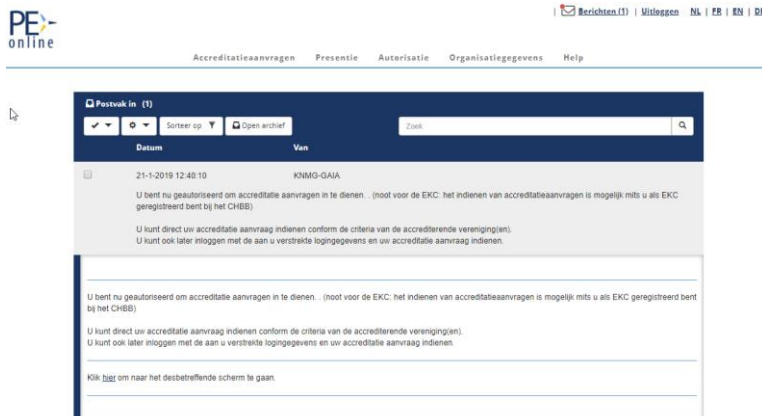 | Berichten (1) | Uitloggen NL | FR | EN | DE
PE
online
Accreditatieaanvragen Presentie Autorisatie Organisatiegegevens Help
Postvak in (1)
Sorteer op Open archief Zoek
Datum Van
21-1-2019 12:40:10 KNMG-GAIA
U bent nu geautoriseerd om accreditatie aanvragen in te dienen. . (noot voor de EKC: het indienen van accreditatieaanvragen is mogelijk mits u als EKC
geregistreerd bent bij het CHBB)
U kunt direct uw accreditatie aanvraag indienen conform de criteria van de accrediterende vereniging(en).
U kunt ook later inloggen met de aan u verstrekte logingegevens en uw accreditatie aanvraag indienen.
U bent nu geautoriseerd om accreditatie aanvragen in te dienen. . (noot voor de EKC: het indienen van accreditatieaanvragen is mogelijk mits u als EKC geregistreerd bent
bij het CHBB)
U kunt direct uw accreditatie aanvraag indienen conform de criteria van de accrediterende vereniging(en).
U kunt ook later inloggen met de aan u verstrekte logingegevens en uw accreditatie aanvraag indienen.
Klik hier om naar het desbetreffende scherm te gaan.